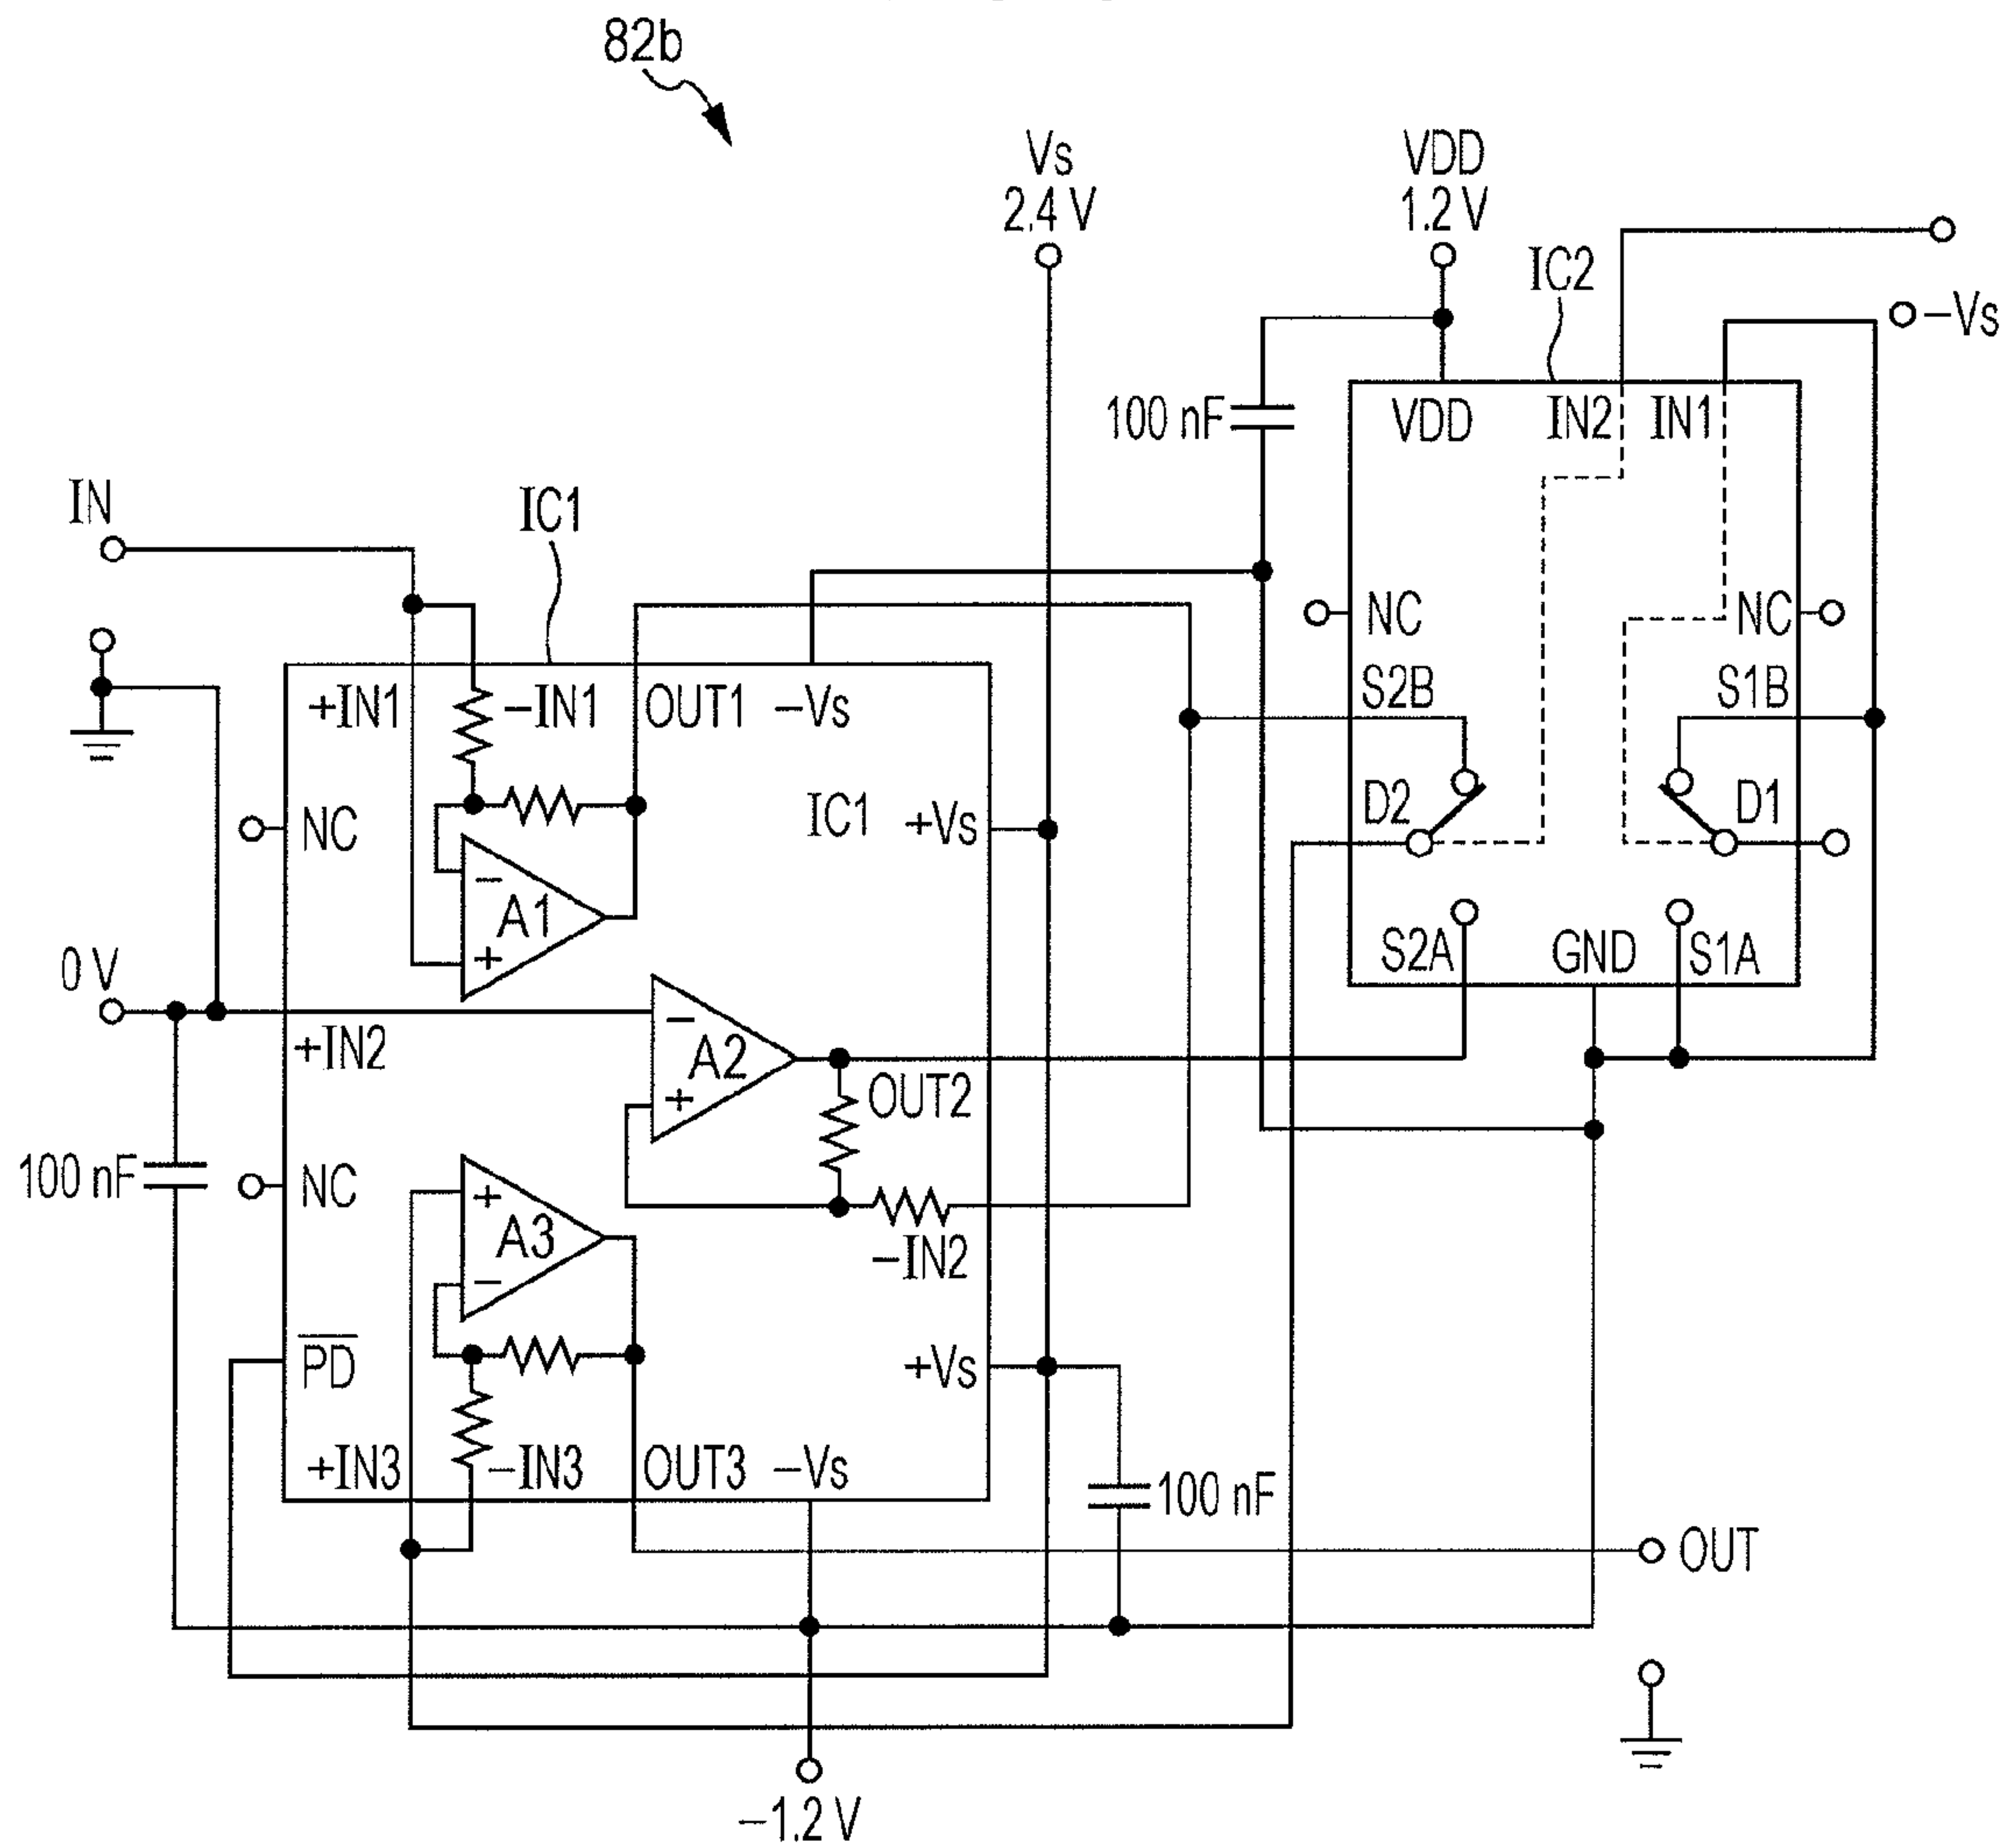 82b
Vs
2.4 V
VDD
1.2 V
IC2
–Vs
100 nF
VDD
IN2
IN1
IN
IC1
NC
NC
+IN1
–IN1
OUT1
–Vs
S2B
S1B
NC
IC1
+Vs
D2
D1
A1
–
+
0 V
S2A
GND
S1A
+IN2
–
A2
+
OUT2
100 nF
NC
+
A3
–
–IN2
PD
+Vs
+IN3
–IN3
OUT3
–Vs
100 nF
OUT
–1.2 V